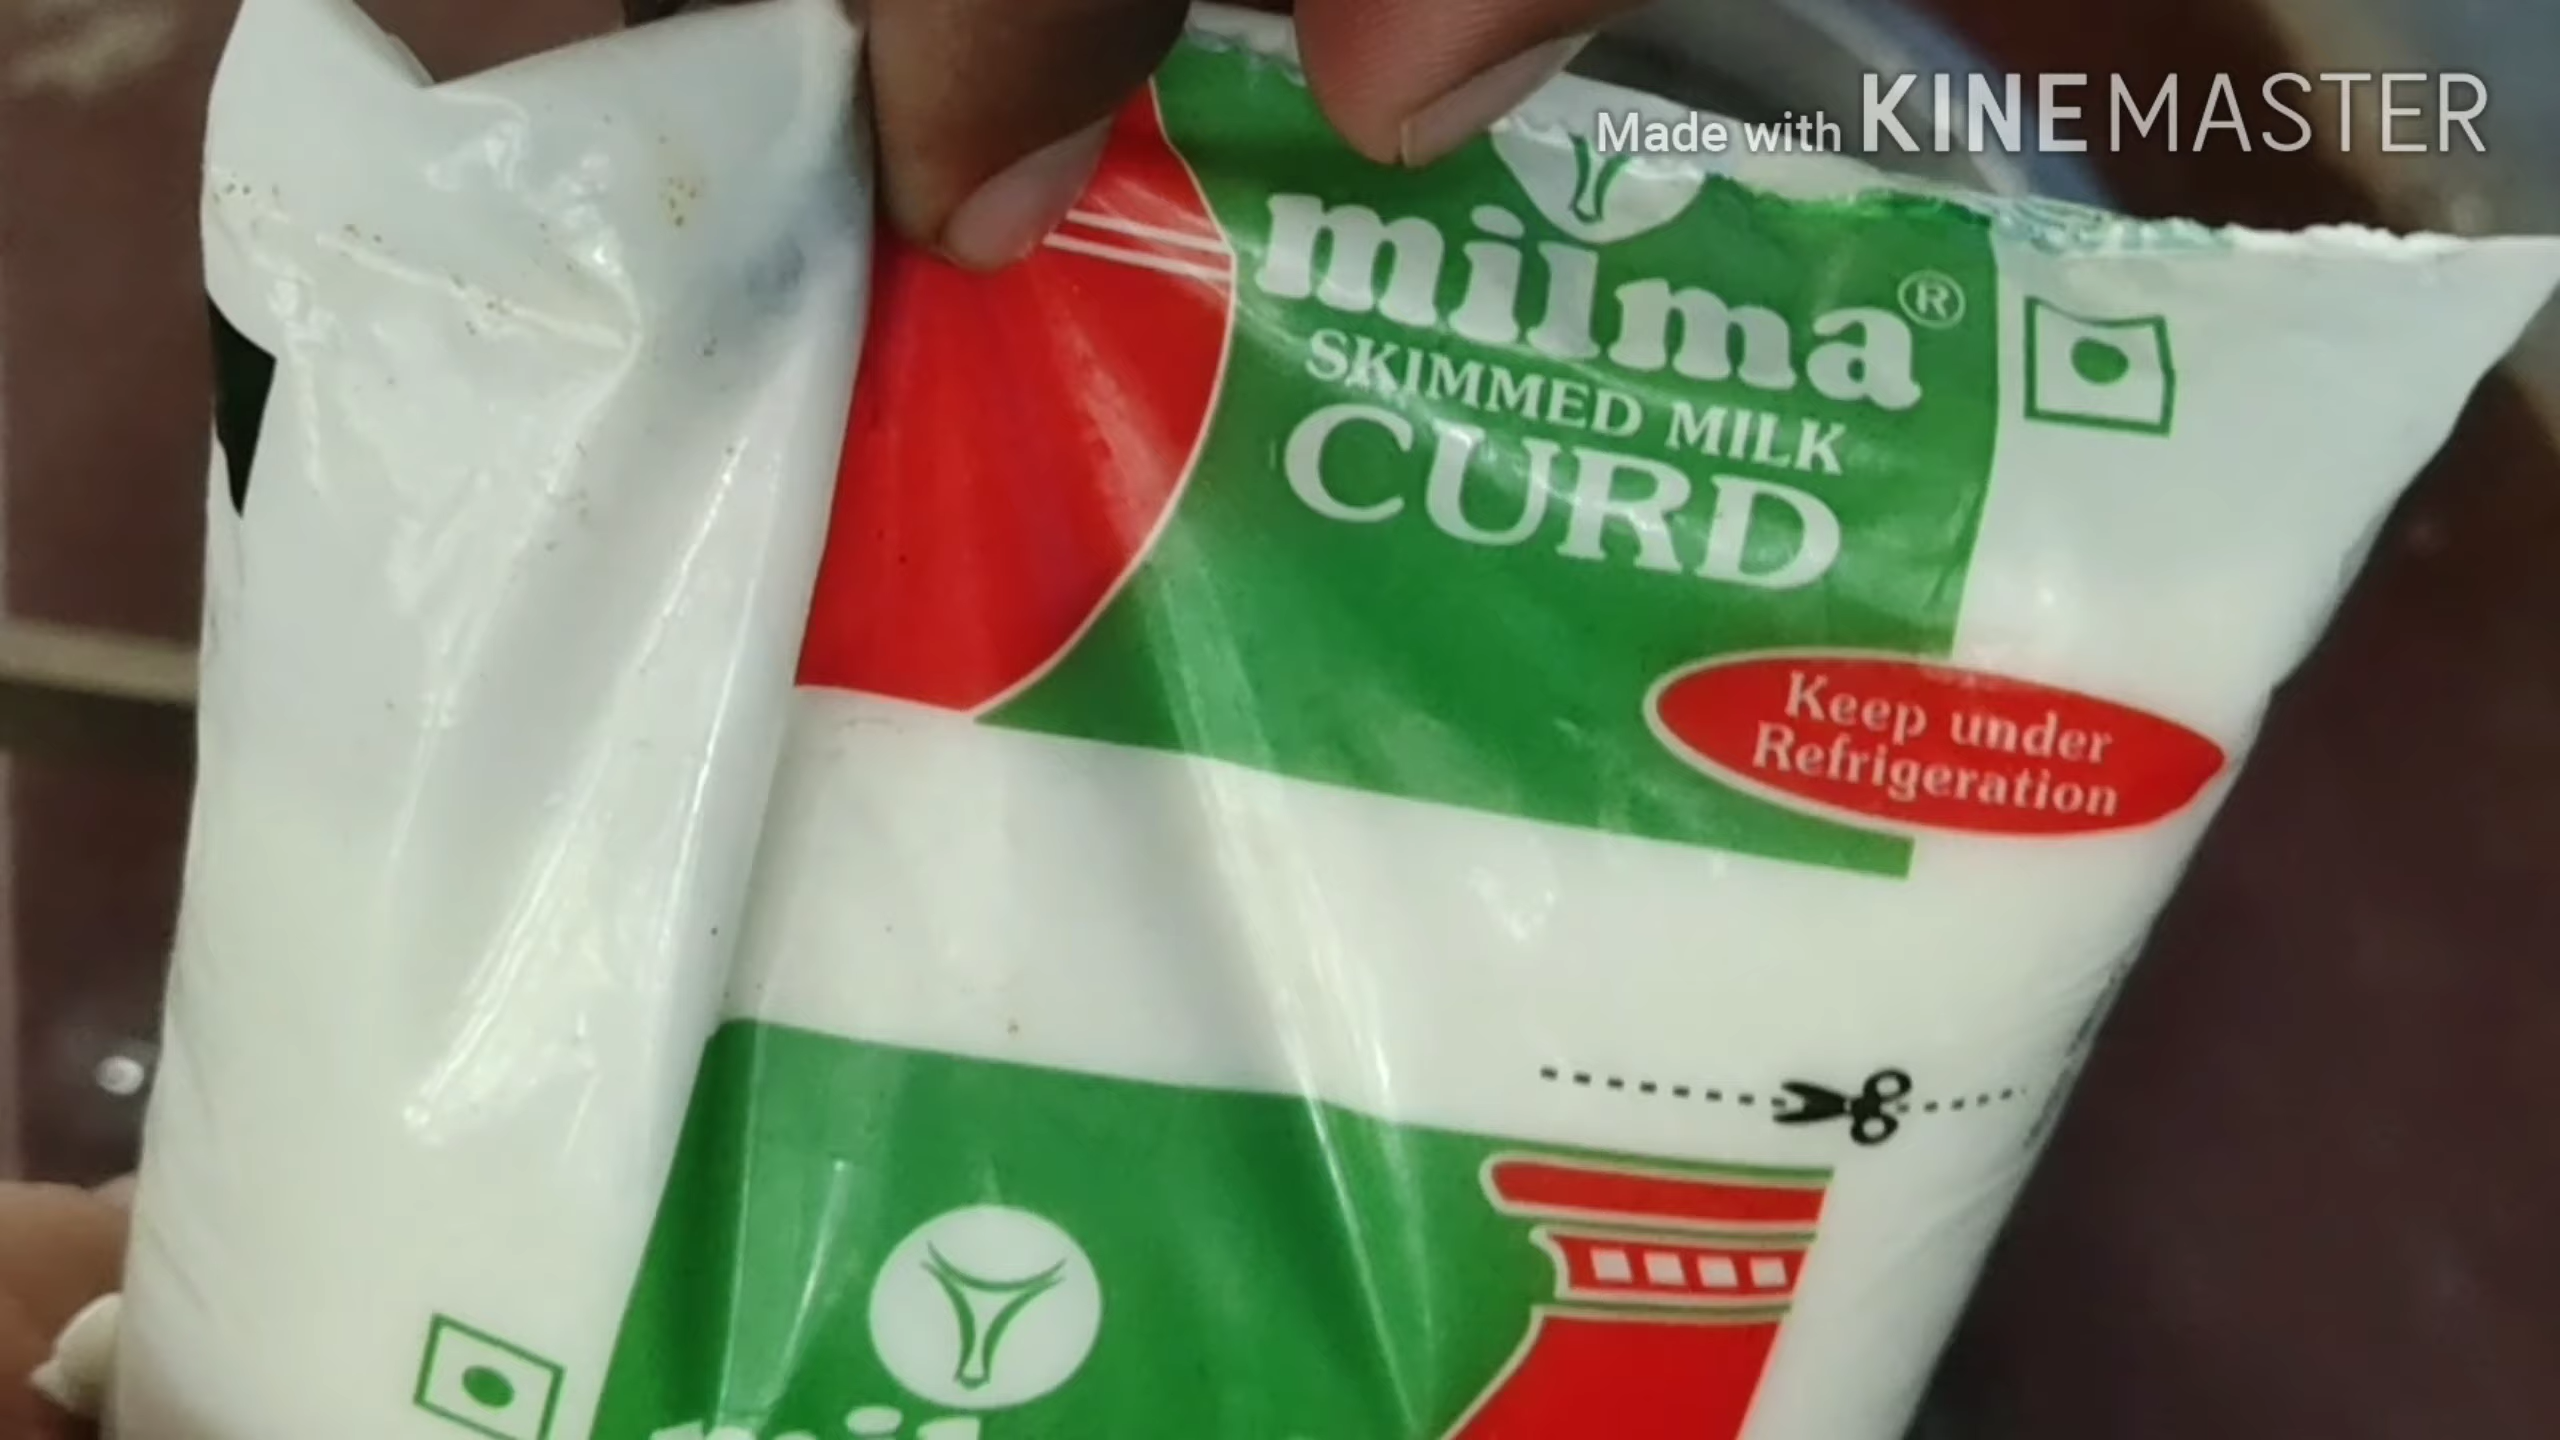 Made with KINEMASTER
milma®
SKIMMED MILK
CURD
Keep under
Refrigeration